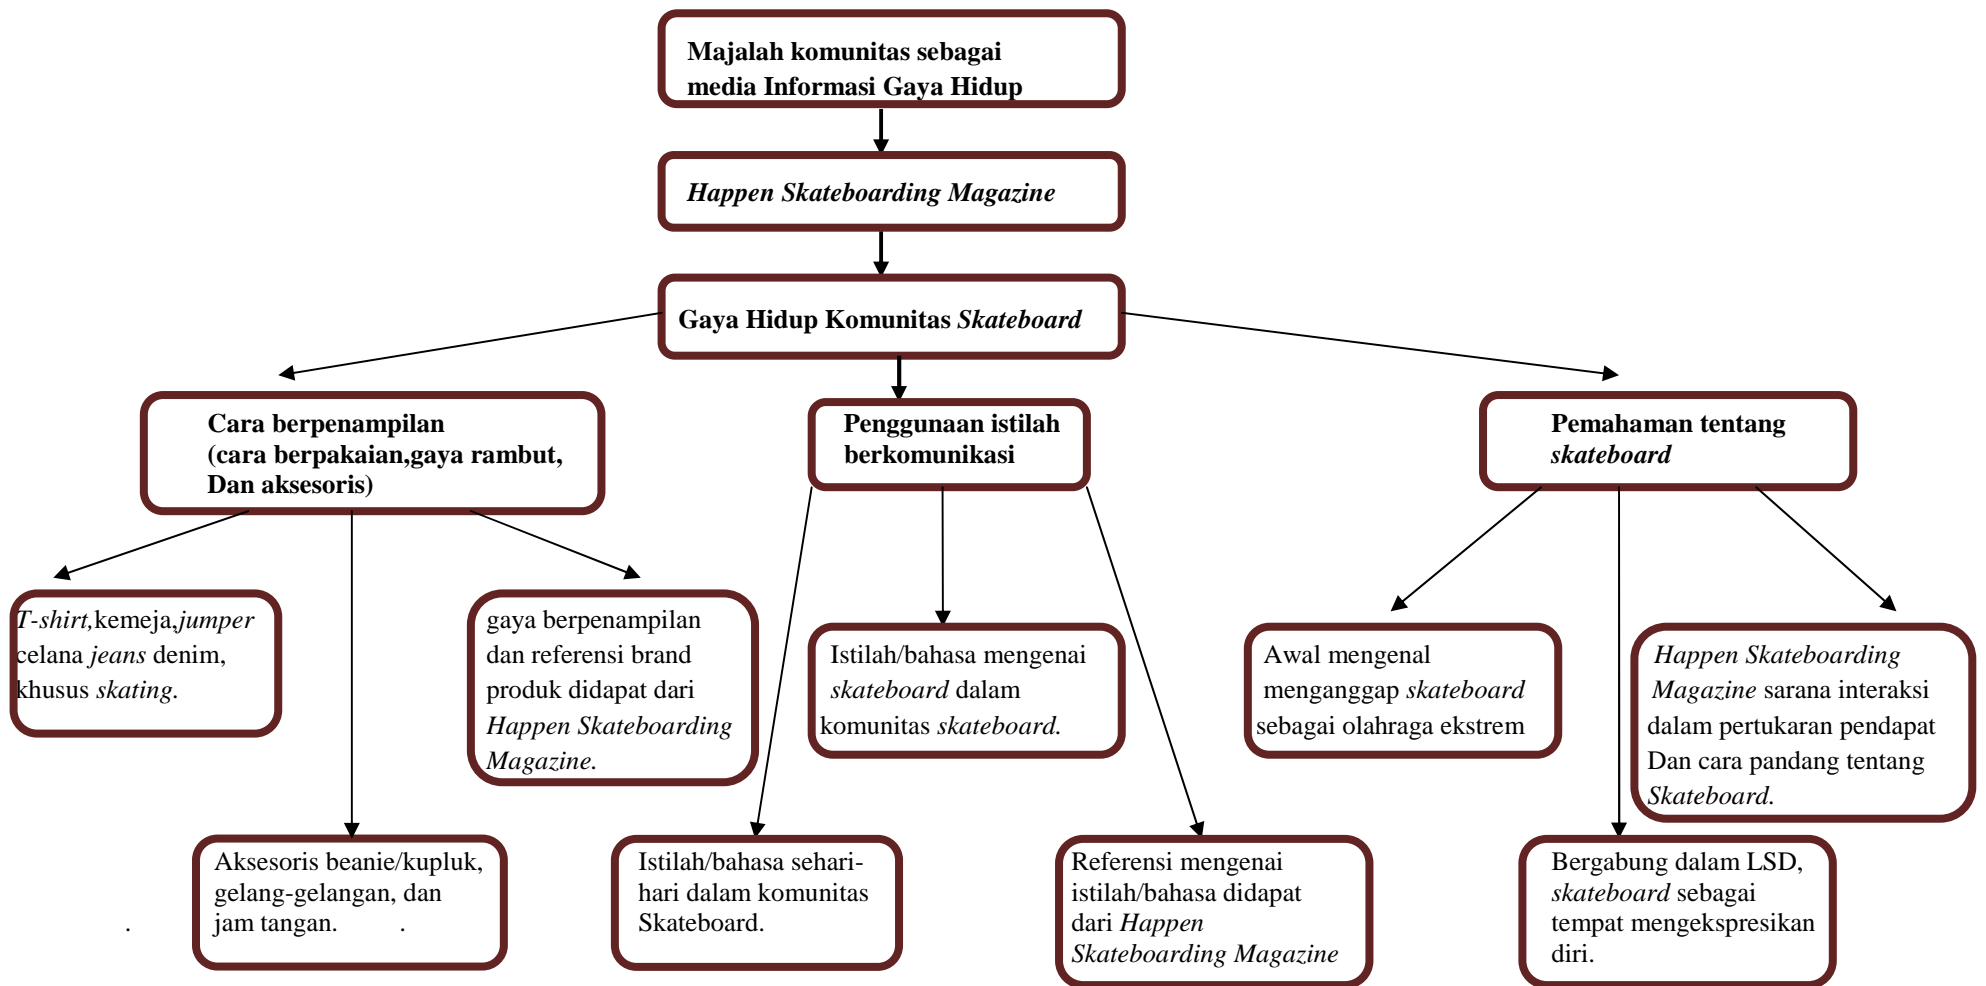 Majalah komunitas sebagai
media Informasi Gaya Hidup
Happen Skateboarding Magazine
Gaya Hidup Komunitas Skateboard
Cara berpenampilan
(cara berpakaian,gaya rambut,
Dan aksesoris)
Penggunaan istilah
berkomunikasi
Pemahaman tentang
skateboard
T-shirt,kemeja,jumper
celana jeans denim,
khusus skating.
gaya berpenampilan
dan referensi brand
produk didapat dari
Happen Skateboarding
Magazine.
Istilah/bahasa mengenai
skateboard dalam
komunitas skateboard.
Awal mengenal
menganggap skateboard
sebagai olahraga ekstrem
Happen Skateboarding
Magazine sarana interaksi
dalam pertukaran pendapat
Dan cara pandang tentang
Skateboard.
.
Aksesoris beanie/kupluk,
gelang-gelangan, dan
jam tangan. .
Istilah/bahasa sehari-
hari dalam komunitas
Skateboard.
Referensi mengenai
istilah/bahasa didapat
dari Happen
Skateboarding Magazine
Bergabung dalam LSD,
skateboard sebagai
tempat mengekspresikan
diri.